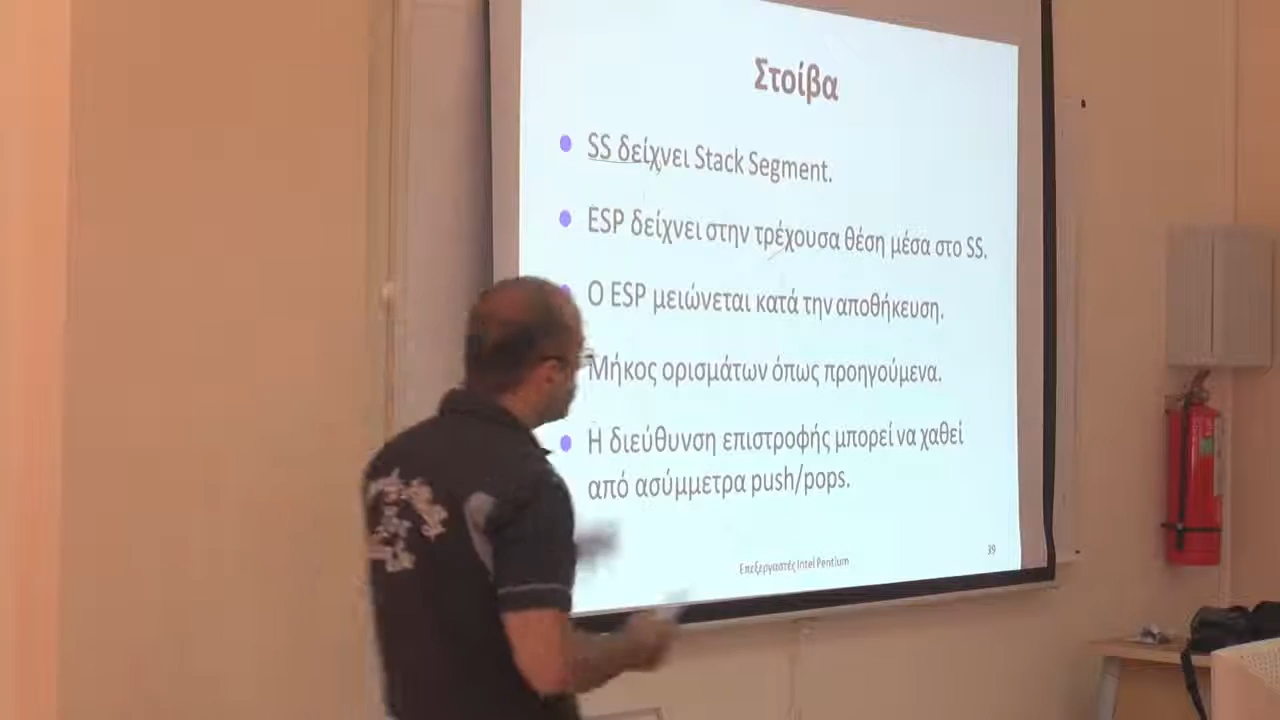 Στοίβα
SS δείχνει Stack Segment.
ESP δείχνει στην τρέχουσα θέση μέσα στο SS.
Ο ESP μειώνεται κατά την αποθήκευση.
Μήκος ορισμάτων όπως προηγούμενα.
Η διεύθυνση επιστροφής μπορεί να χαθεί
από ασύμμετρα push/pops.
Επεξεργαστές Intel Pentium
39